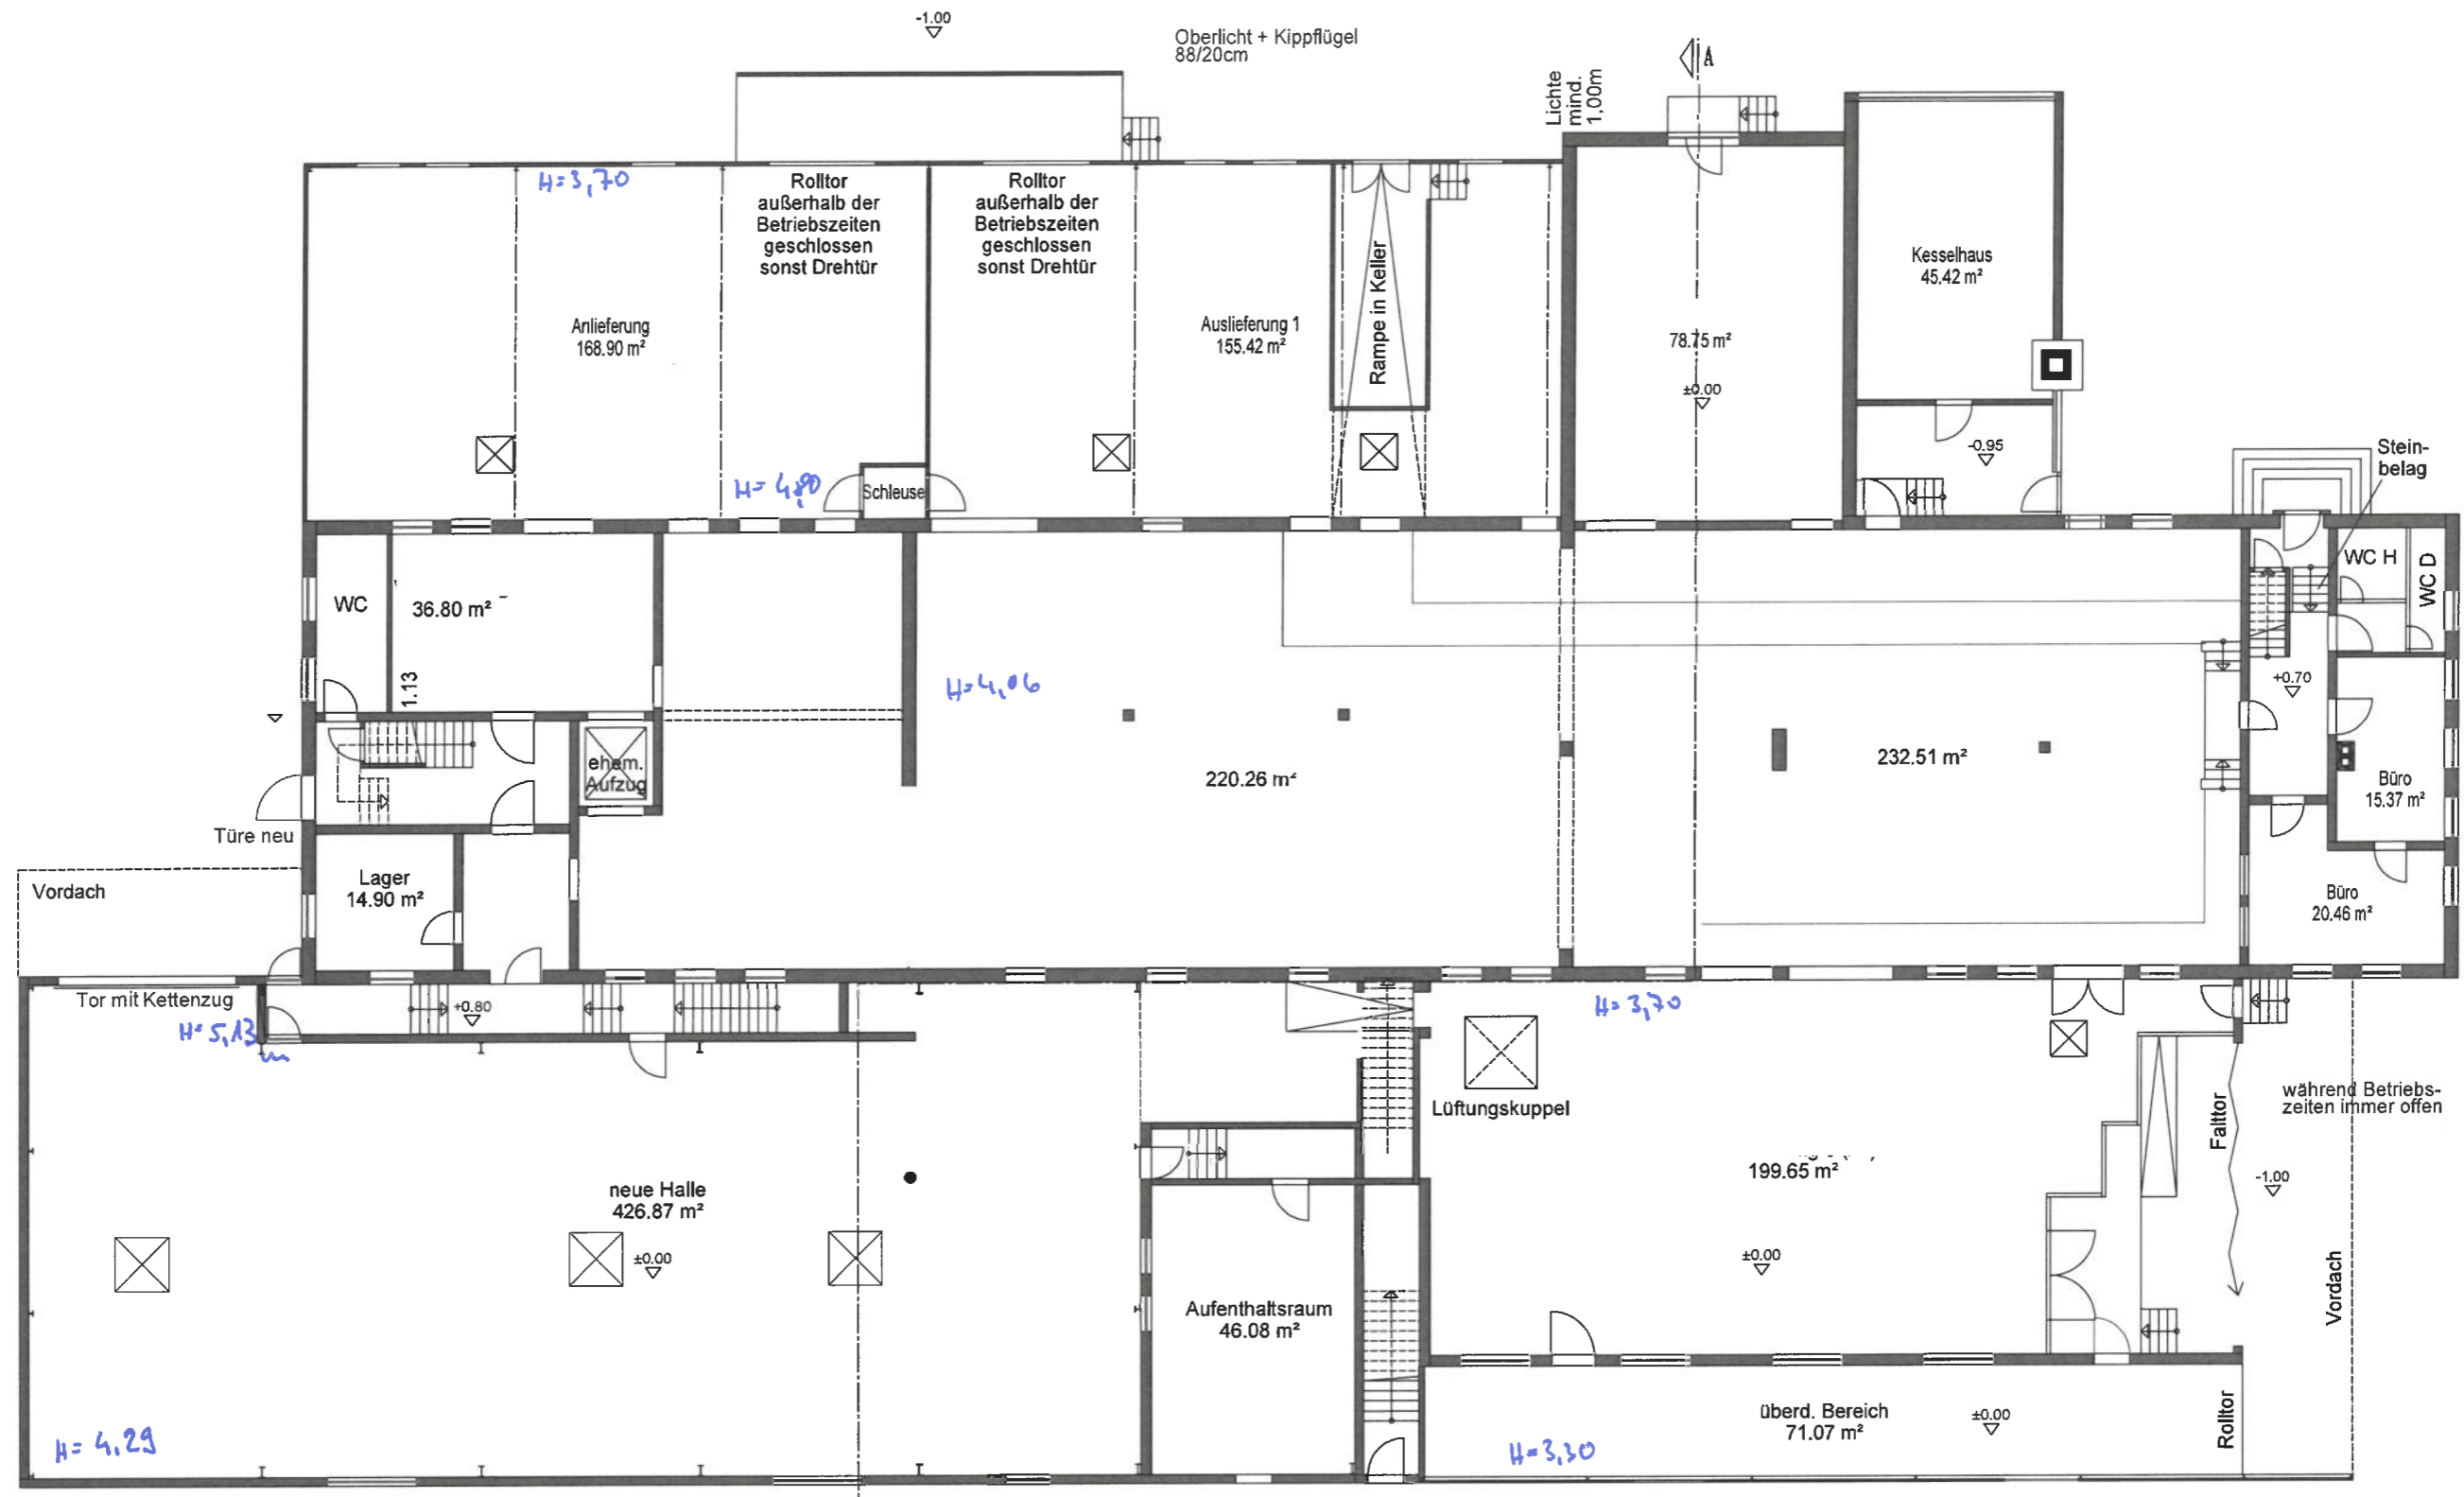 -1.00
Oberlicht + Kippflügel
88/20cm
Lichte
mind.
1,00m
A
H=3,70
Rolltor
außerhalb der
Betriebszeiten
geschlossen
sonst Drehtür
Rolltor
außerhalb der
Betriebszeiten
geschlossen
sonst Drehtür
Rampe in Keller
Kesselhaus
45.42 m²
Anlieferung
168.90 m²
Auslieferung 1
155.42 m²
78.75 m²
±0.00
-0.95
Stein-
belag
H= 4,90
Schleuse
WC
36.80 m²
1.13
H=4,06
WC H
WC D
+0.70
ehem.
Aufzug
220.26 m²
232.51 m²
Büro
15.37 m²
Türe neu
Vordach
Lager
14.90 m²
Büro
20.46 m²
Tor mit Kettenzug
+0.80
H=5,13
m
H=3,70
Lüftungskuppel
Falttor
während Betriebs-
zeiten immer offen
199.65 m²
-1.00
neue Halle
426.87 m²
±0.00
±0.00
Aufenthaltsraum
46.08 m²
Vordach
überd. Bereich
71.07 m²
±0.00
Rolltor
H= 4,29
H=3,30